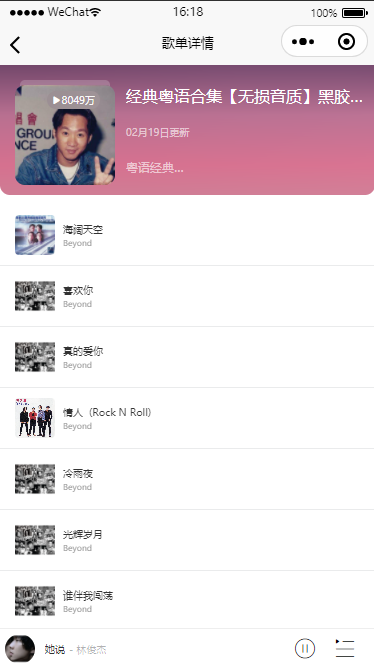 WeChat 16:18 100%
歌单详情
8049万
经典粤语合集【无损音质】黑胶...
02月19日更新
粤语经典...
海阔天空
Beyond
喜欢你
Beyond
真的爱你
Beyond
情人（Rock N Roll）
Beyond
冷雨夜
Beyond
光辉岁月
Beyond
谁伴我闯荡
Beyond
她说 - 林俊杰